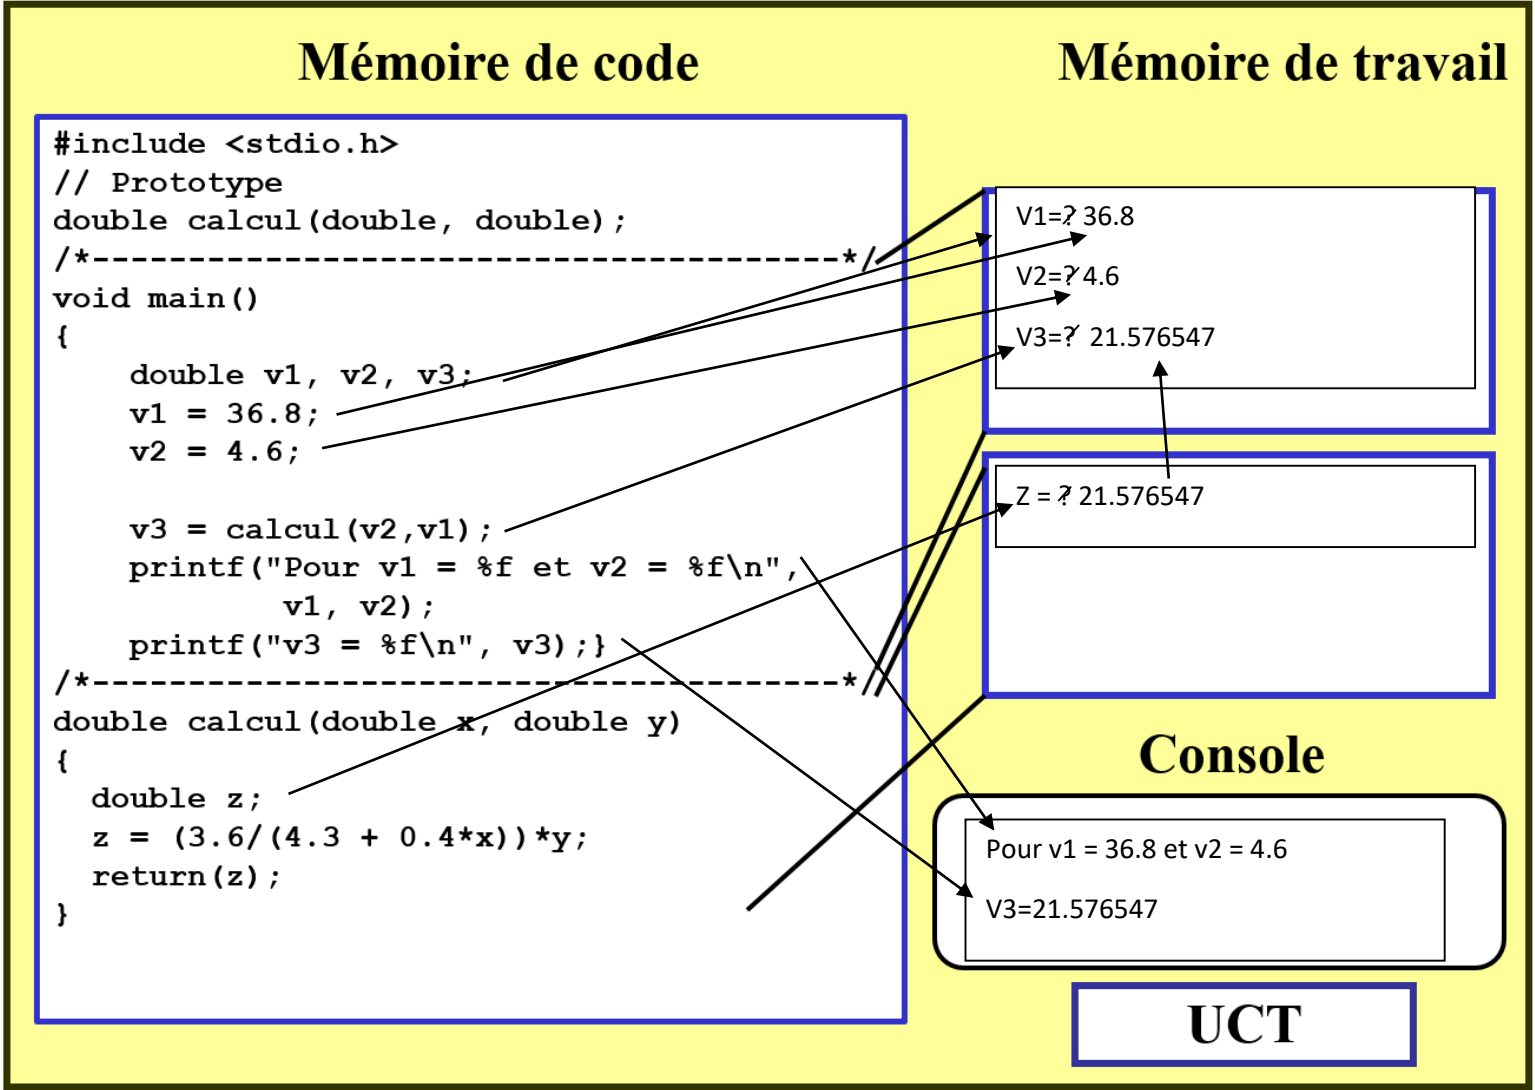 Mémoire de code
#include <stdio.h>
// Prototype
double calcul(double, double);
/*---------------------------------------*/
void main()
{
    double v1, v2, v3;
    v1 = 36.8;
    v2 = 4.6;
    v3 = calcul(v2,v1);
    printf("Pour v1 = %f et v2 = %f\n",
            v1, v2);
    printf("v3 = %f\n", v3);}
/*---------------------------------------*/
double calcul(double x, double y)
{
  double z;
  z = (3.6/(4.3 + 0.4*x))*y;
  return(z);
}
Mémoire de travail
V1=? 36.8
V2=? 4.6
V3=? 21.576547
Z = ? 21.576547
Console
Pour v1 = 36.8 et v2 = 4.6
V3=21.576547
UCT